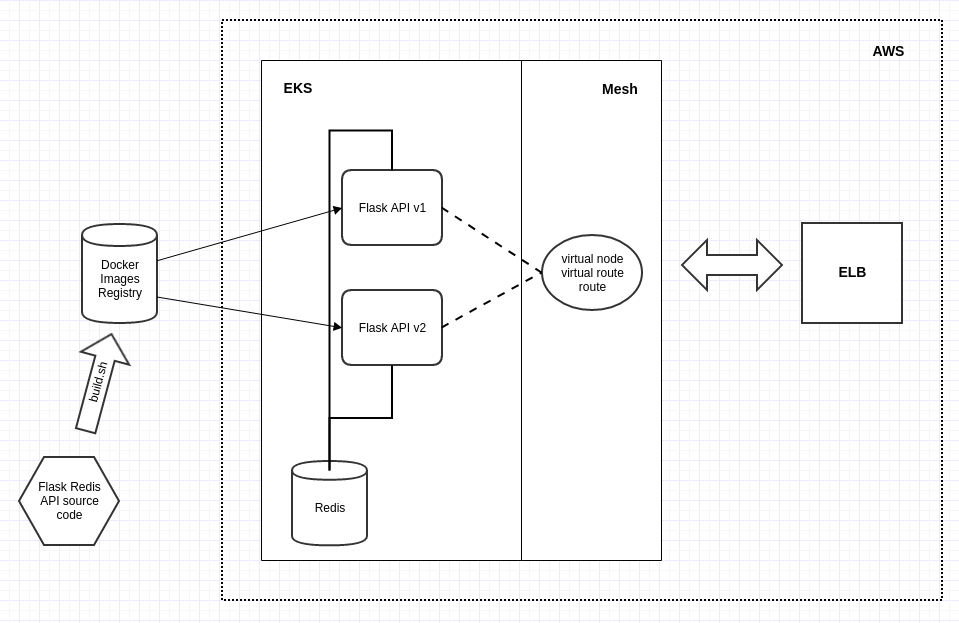 AWS
EKS
Mesh
Flask API v1
Docker
Images
Registry
virtual node
virtual route
route
ELB
Flask API v2
build.sh
Flask Redis
API source
code
Redis